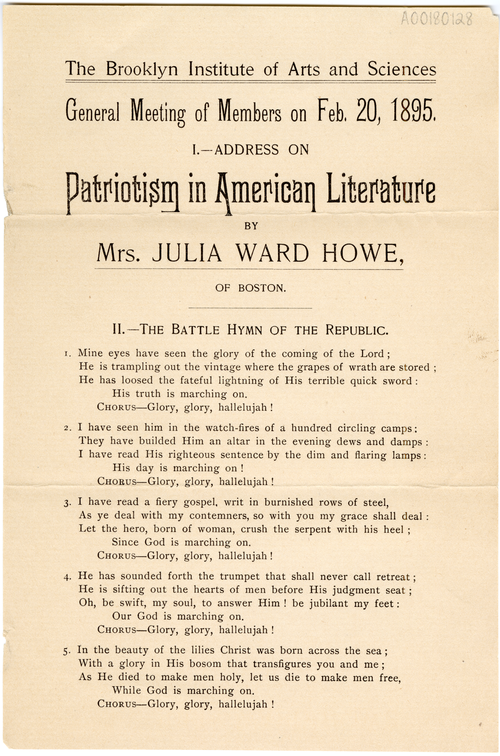 A00180128
The Brooklyn Institute of Arts and Sciences
General Meeting of Members on Feb. 20, 1895.
I.—ADDRESS ON
Patriotism in American Literature
BY
Mrs. JULIA WARD HOWE,
OF BOSTON.
II.—THE BATTLE HYMN OF THE REPUBLIC.
1. Mine eyes have seen the glory of the coming of the Lord ;
He is trampling out the vintage where the grapes of wrath are stored ;
He has loosed the fateful lightning of His terrible quick sword :
His truth is marching on.
CHORUS—Glory, glory, hallelujah !
2. I have seen him in the watch-fires of a hundred circling camps ;
They have builded Him an altar in the evening dews and damps :
I have read His righteous sentence by the dim and flaring lamps :
His day is marching on !
CHORUS—Glory, glory, hallelujah !
3. I have read a fiery gospel. writ in burnished rows of steel,
As ye deal with my contemners, so with you my grace shall deal :
Let the hero, born of woman, crush the serpent with his heel ;
Since God is marching on.
CHORUS—Glory, glory, hallelujah !
4. He has sounded forth the trumpet that shall never call retreat ;
He is sifting out the hearts of men before His judgment seat ;
Oh, be swift, my soul, to answer Him ! be jubilant my feet :
Our God is marching on.
CHORUS—Glory, glory, hallelujah !
5. In the beauty of the lilies Christ was born across the sea ;
With a glory in His bosom that transfigures you and me ;
As He died to make men holy, let us die to make men free,
While God is marching on.
CHORUS—Glory, glory, hallelujah !